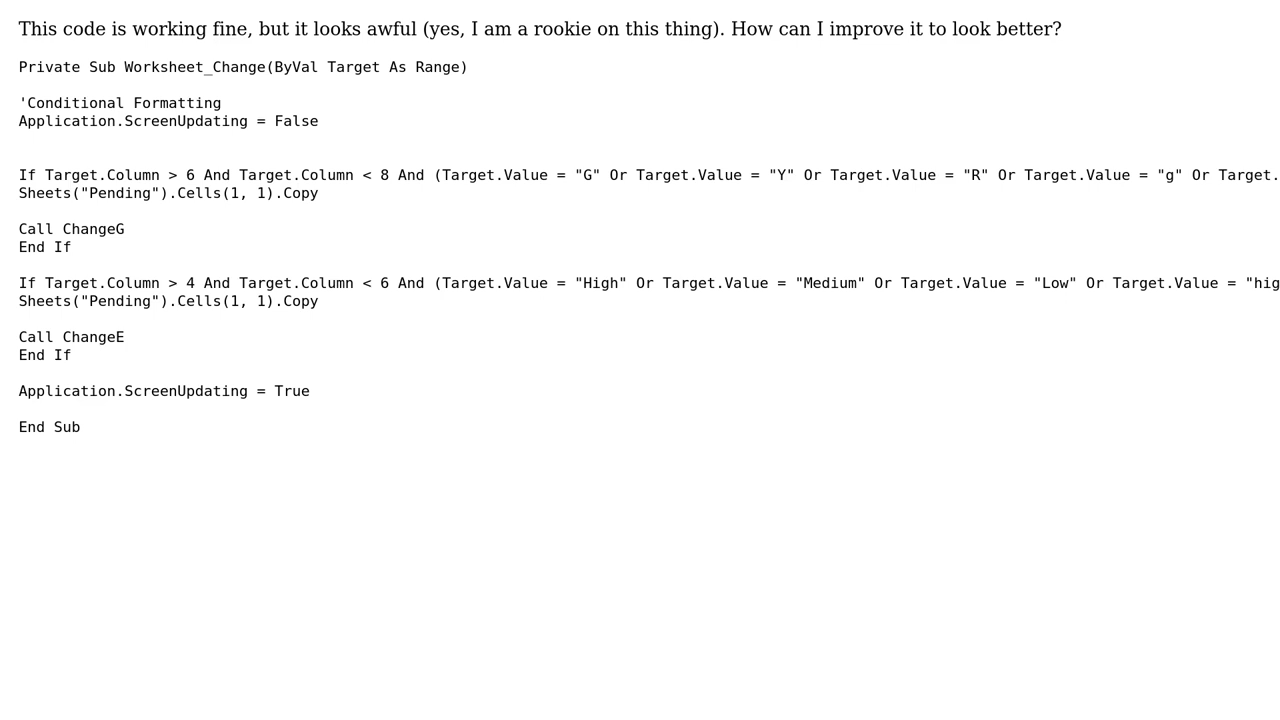 This code is working fine, but it looks awful (yes, I am a rookie on this thing). How can I improve it to look better?
Private Sub Worksheet_Change(ByVal Target As Range)
'Conditional Formatting
Application.ScreenUpdating = False
If Target.Column > 6 And Target.Column < 8 And (Target.Value = "G" Or Target.Value = "Y" Or Target.Value = "R" Or Target.Value = "g" Or Target.
Sheets("Pending").Cells(1, 1).Copy
Call ChangeG
End If
If Target.Column > 4 And Target.Column < 6 And (Target.Value = "High" Or Target.Value = "Medium" Or Target.Value = "Low" Or Target.Value = "hig
Sheets("Pending").Cells(1, 1).Copy
Call ChangeE
End If
Application.ScreenUpdating = True
End Sub